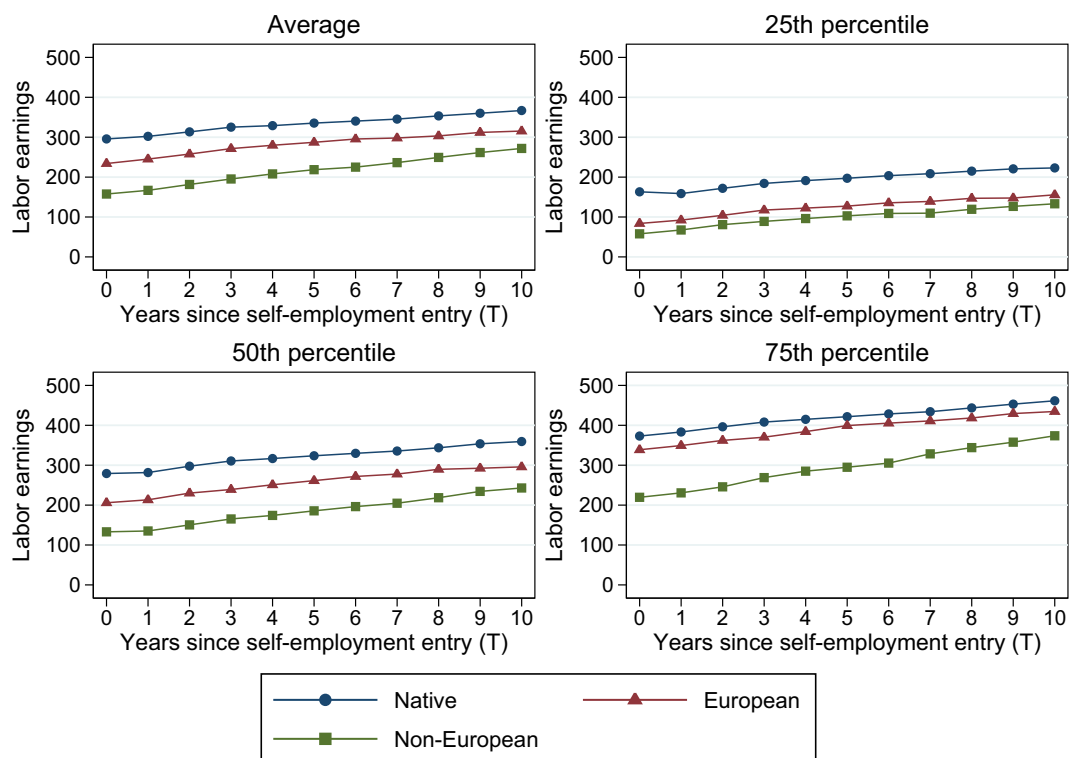 Average
500
400
300
200
100
0
Labor earnings
0 1 2 3 4 5 6 7 8 9 10
Years since self-employment entry (T)
25th percentile
500
400
300
200
100
0
Labor earnings
0 1 2 3 4 5 6 7 8 9 10
Years since self-employment entry (T)
50th percentile
500
400
300
200
100
0
Labor earnings
0 1 2 3 4 5 6 7 8 9 10
Years since self-employment entry (T)
75th percentile
500
400
300
200
100
0
Labor earnings
0 1 2 3 4 5 6 7 8 9 10
Years since self-employment entry (T)
Native
European
Non-European